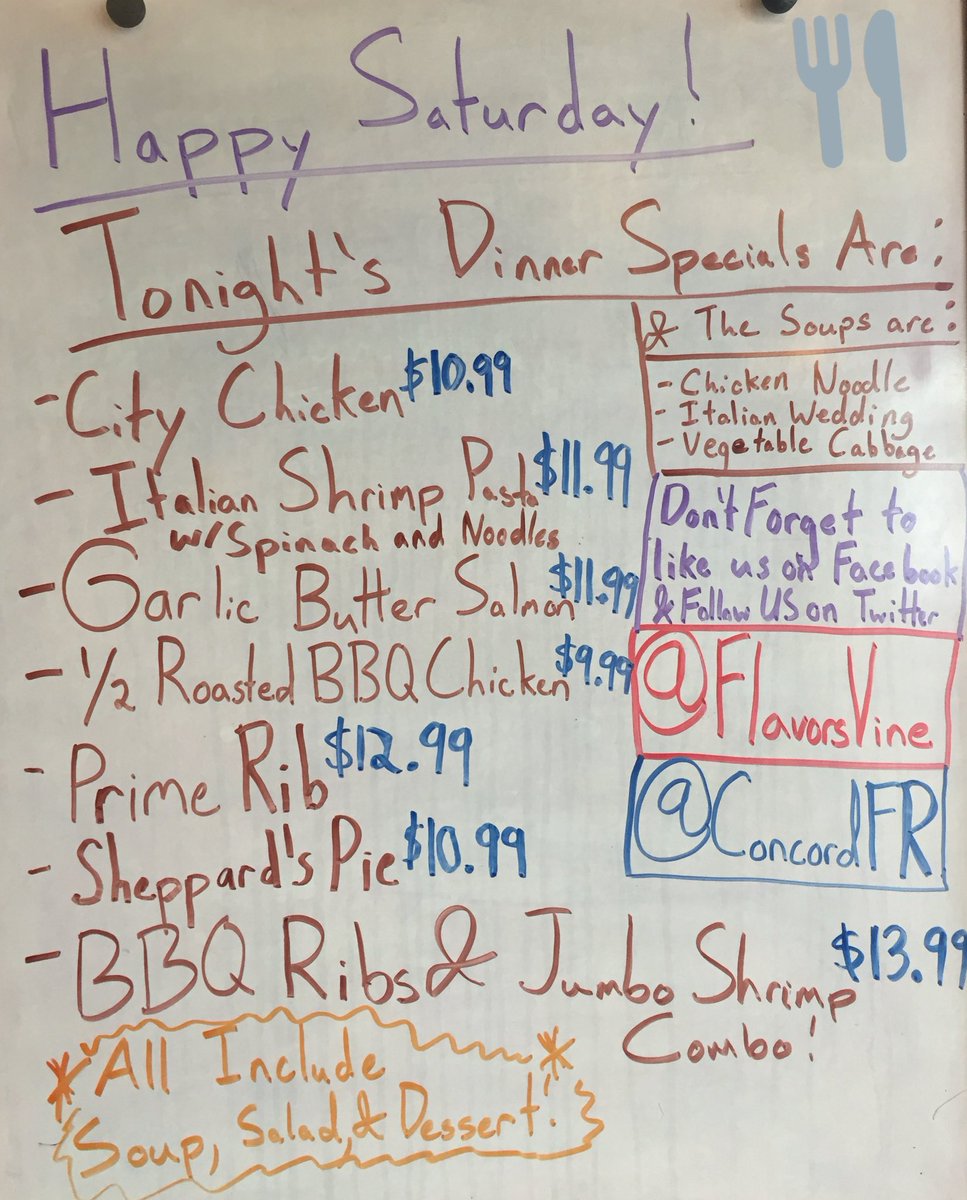 Happy Saturday!
Tonight's Dinner Specials Are:
- City Chicken $10.99
- Italian Shrimp Pasta $11.99
w/Spinach and Noodles
- Garlic Butter Salmon $11.99
- 1/2 Roasted BBQ Chicken $9.99
- Prime Rib $12.99
- Sheppard's Pie $10.99
- BBQ Ribs & Jumbo Shrimp $13.99
Combo!
*All Include*
Soup, Salad, & Dessert!
& The Soups are:
- Chicken Noodle
- Italian Wedding
- Vegetable Cabbage
Don't Forget to
like us on Facebook
& Follow US on Twitter
@FlavorsVine
@ConcordFR